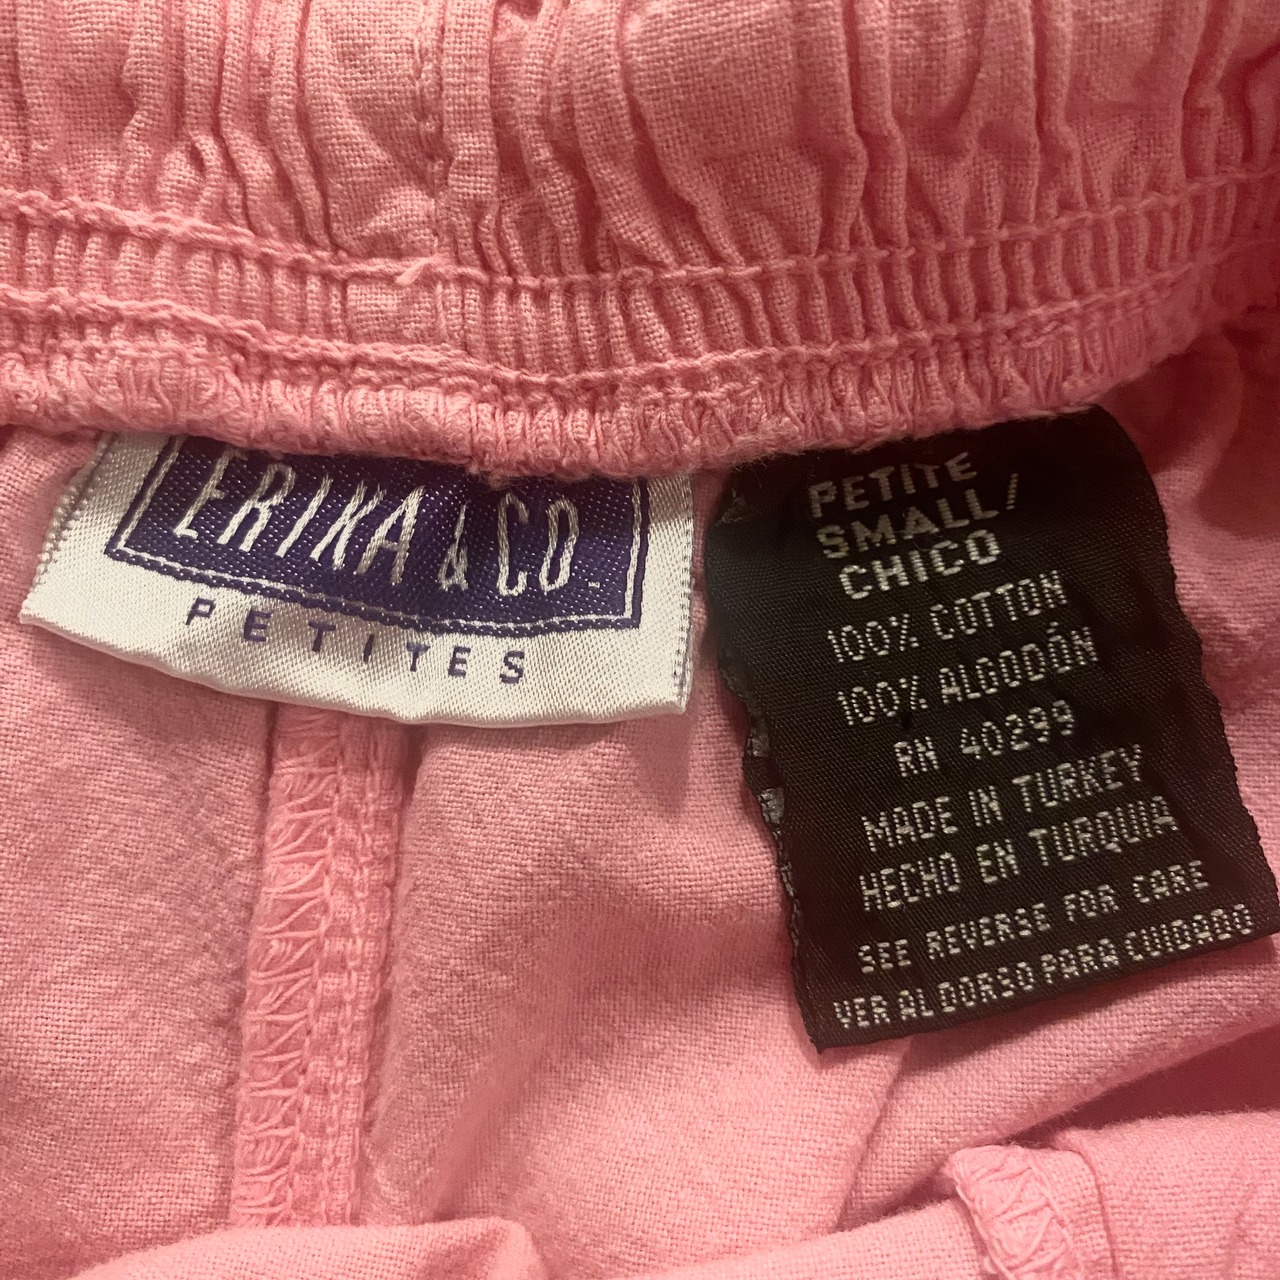 ERIKA & CO.
PETITES
PETITE
SMALL/
CHICO
100% COTTON
100% ALGODÓN
RN 40299
MADE IN TURKEY
HECHO EN TURQUIA
SEE REVERSE FOR CARE
VER AL DORSO PARA CUIDADO